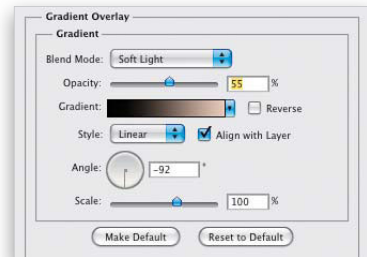 Gradient Overlay
Gradient
Blend Mode: Soft Light
Opacity: 55 %
Gradient: Reverse
Style: Linear Align with Layer
Angle: -92 °
Scale: 100 %
Make Default Reset to Default